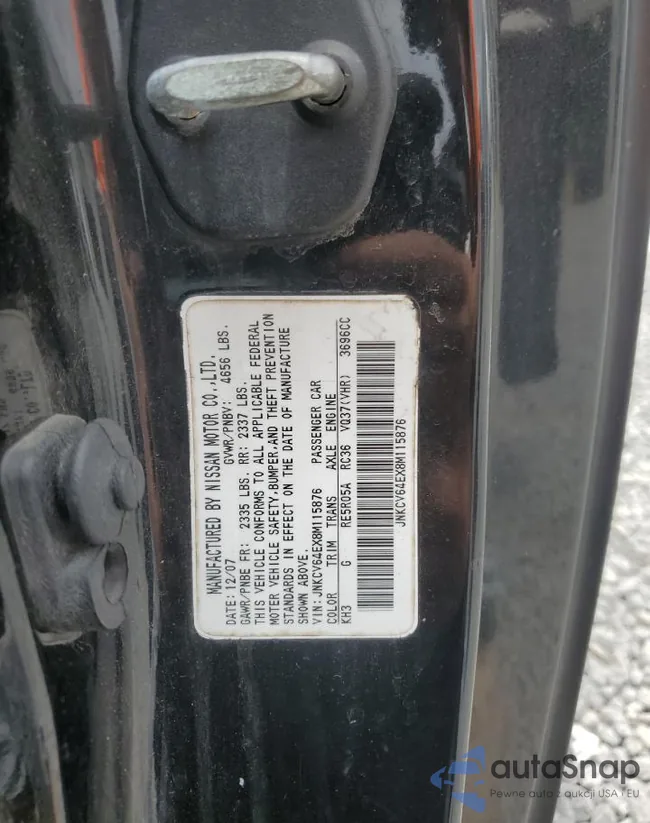 MANUFACTURED BY NISSAN MOTOR CO.,LTD.
DATE: 12/07 GVWR/PNBV: 4656 LBS.
GAWR/PNBE FR: 2335 LBS. RR: 2337 LBS.
THIS VEHICLE CONFORMS TO ALL APPLICABLE FEDERAL
MOTER VEHICLE SAFETY,BUMPER,AND THEFT PREVENTION
STANDARDS IN EFFECT ON THE DATE OF MANUFACTURE
SHOWN ABOVE.
VIN: JNKCV64EX8M115876 PASSENGER CAR
COLOR TRIM TRANS AXLE ENGINE
KH3 G RE5R05A RC36 VQ37(VHR) 3696CC
JNKCV64EX8M115876
autaSnap
Pewne auto z aukcji USA i EU